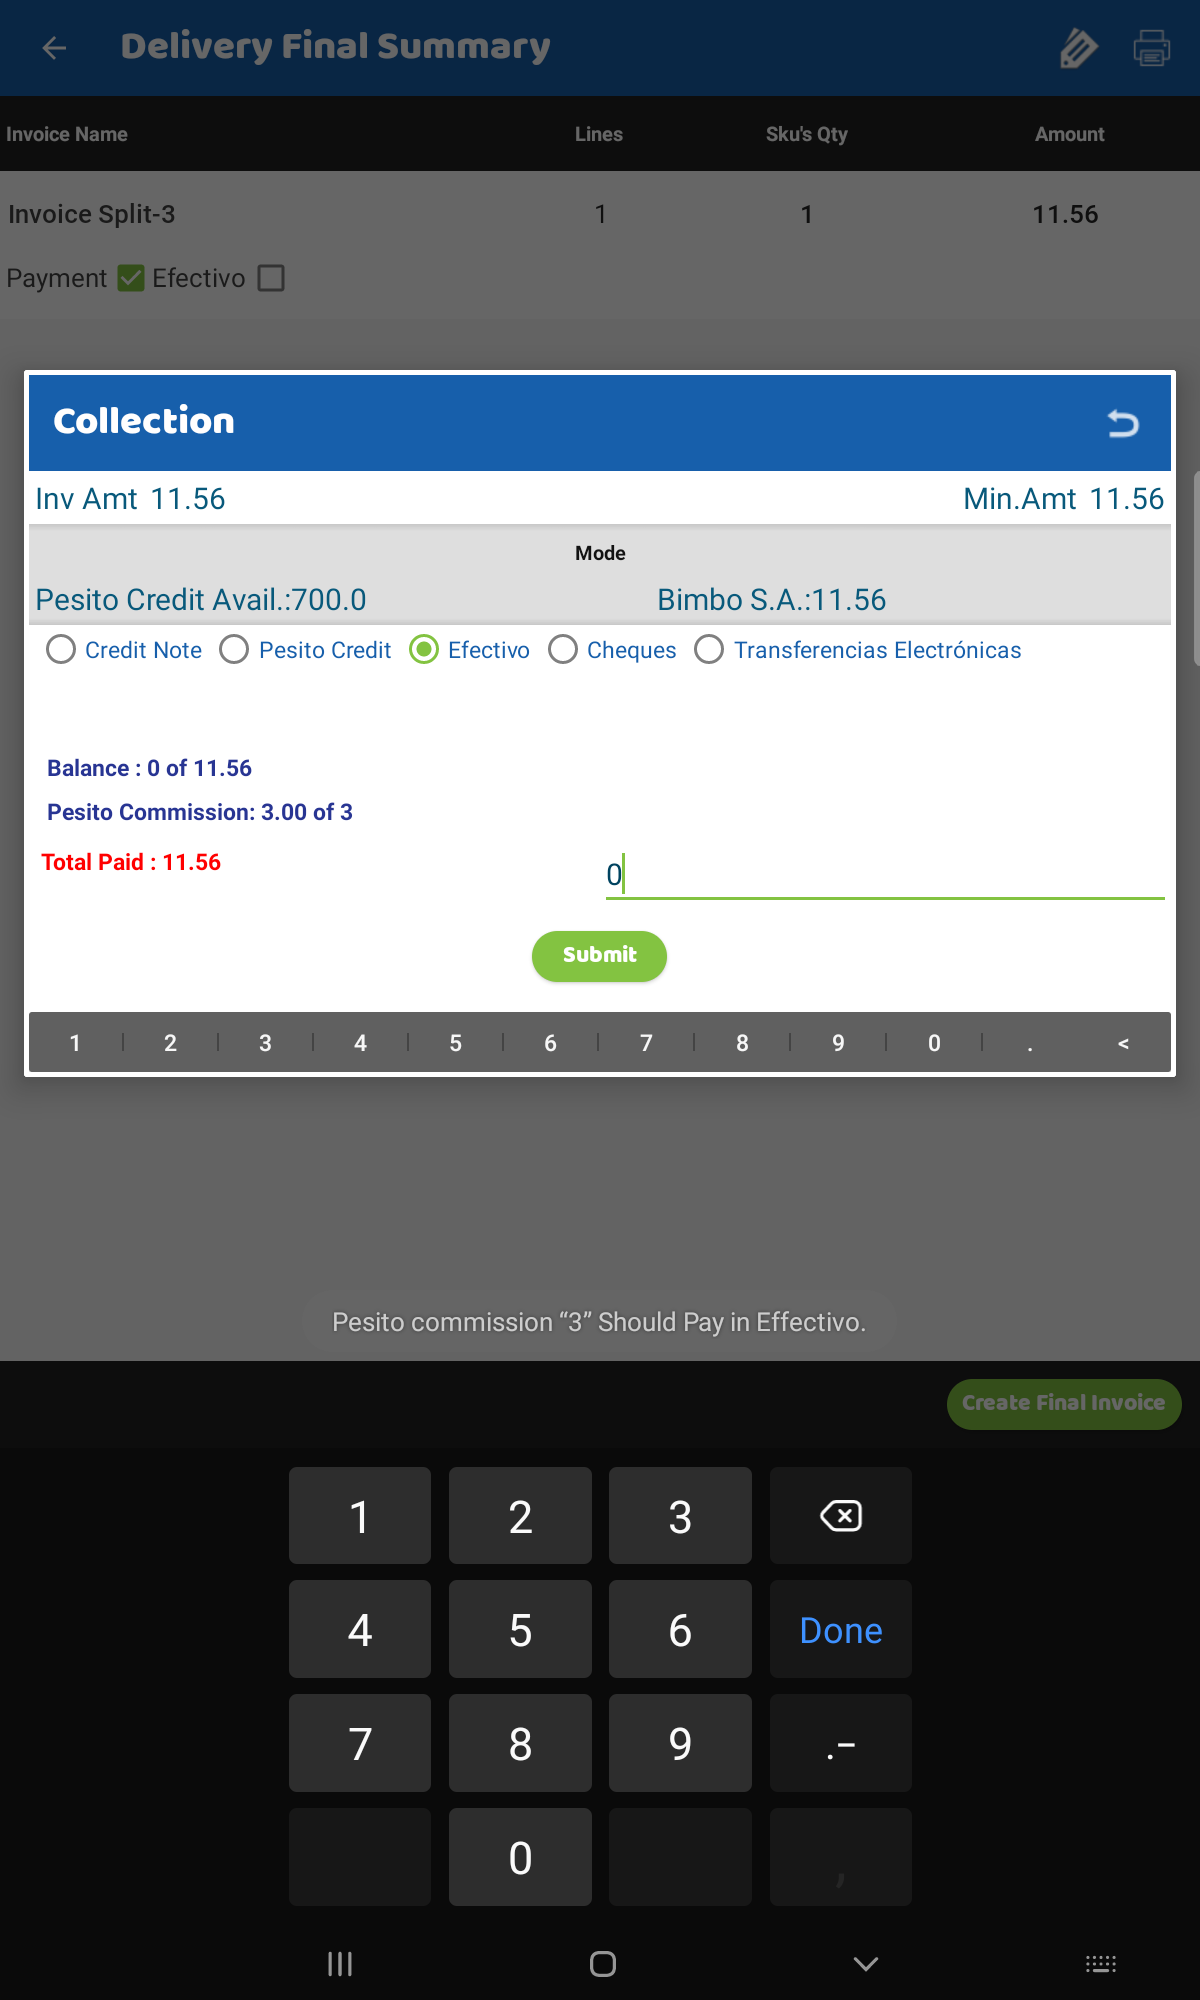 Delivery Final Summary
Invoice Name Lines Sku's Qty Amount
Invoice Split-3 1 1 11.56
Payment Efectivo
Collection
Inv Amt 11.56 Min.Amt 11.56
Mode
Pesito Credit Avail.:700.0 Bimbo S.A.:11.56
Credit Note Pesito Credit Efectivo Cheques Transferencias Electrónicas
Balance : 0 of 11.56
Pesito Commission: 3.00 of 3
Total Paid : 11.56
0
Submit
1 2 3 4 5 6 7 8 9 0 . <
Pesito commission “3” Should Pay in Effectivo.
Create Final Invoice
1 2 3
4 5 6 Done
7 8 9 .-
0 ,